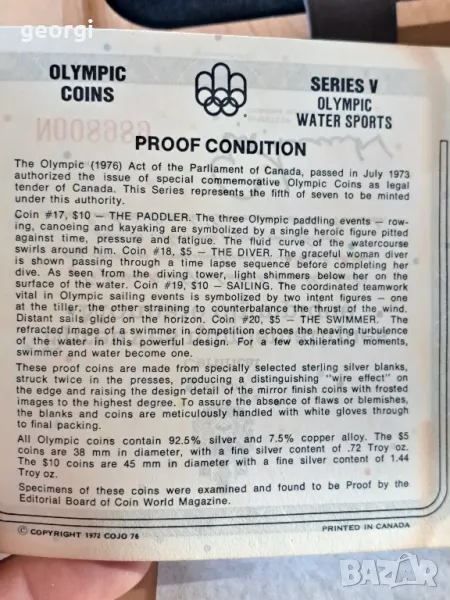 georgi
OLYMPIC
COINS
SERIES V
OLYMPIC
WATER SPORTS
PROOF CONDITION
The Olympic (1976) Act of the Parliament of Canada, passed in July 1973
authorized the issue of special commemorative Olympic Coins as legal
tender of Canada. This Series represents the fifth of seven to be minted
under this authority.
Coin #17, $10 — THE PADDLER. The three Olympic paddling events – row-
ing, canoeing and kayaking are symbolized by a single heroic figure pitted
against time, pressure and fatigue. The fluid curve of the watercourse
swirls around him. Coin #18, $5 — THE DIVER. The graceful woman diver
is shown passing through a time lapse sequence before completing her
dive. As seen from the diving tower, light shimmers below her on the
surface of the water. Coin #19, $10 — SAILING. The coordinated teamwork
vital in Olympic sailing events is symbolized by two intent figures – one
at the tiller, the other straining to counterbalance the thrust of the wind.
Distant sails glide on the horizon. Coin #20, $5 — THE SWIMMER. The
refracted image of a swimmer in competition echoes the heaving turbulence
of the water in this powerful design. For a few exhilerating moments,
swimmer and water become one.
These proof coins are made from specially selected sterling silver blanks,
struck twice in the presses, producing a distinguishing "wire effect" on
the edge and raising the design detail of the mirror finish coins with frosted
images to the highest degree. To assure the absence of flaws or blemishes,
the blanks and coins are meticulously handled with white gloves through
to final packing.
All Olympic coins contain 92.5% silver and 7.5% copper alloy. The $5
coins are 38 mm in diameter, with a fine silver content of .72 Troy oz.
The $10 coins are 45 mm in diameter with a fine silver content of 1.44
Troy oz.
Specimens of these coins were examined and found to be Proof by the
Editorial Board of Coin World Magazine.
© COPYRIGHT 1972 COJO 76
PRINTED IN CANADA
BAZAR